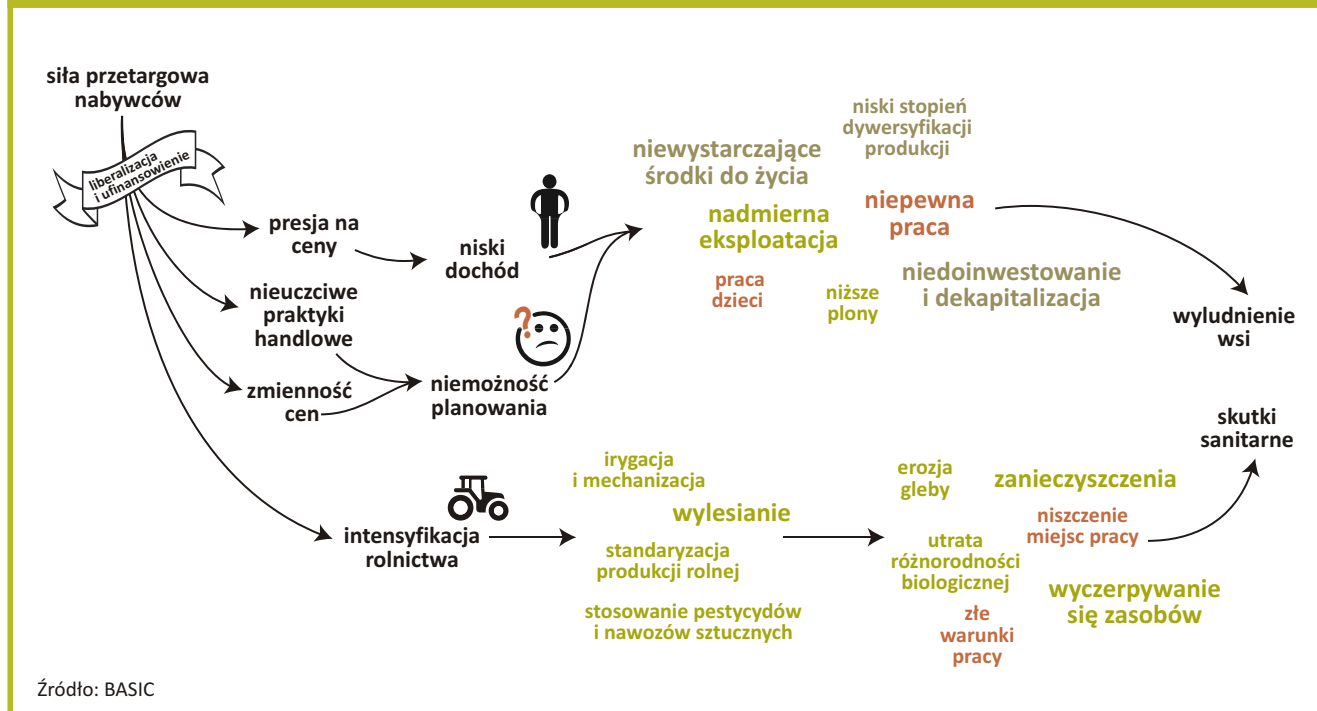 siła przetargowa
nabywców
liberalizacja
i ufinansowienie
presja na
ceny
nieuczciwe
praktyki
handlowe
zmienność
cen
niski
dochód
?
niemożność
planowania
niewystarczające
środki do życia
niski stopień
dywersyfikacji
produkcji
nadmierna
eksploatacja
niepewna
praca
praca
dzieci
niższe
plony
niedoinwestowanie
i dekapitalizacja
wyludnienie
wsi
intensyfikacja
rolnictwa
irygacja
i mechanizacja
wylesianie
standaryzacja
produkcji rolnej
stosowanie pestycydów
i nawozów sztucznych
erozja
gleby
zanieczyszczenia
niszczenie
miejsc pracy
utrata
różnorodności
biologicznej
wyczerpywanie
się zasobów
złe
warunki
pracy
skutki
sanitarne
Źródło: BASIC